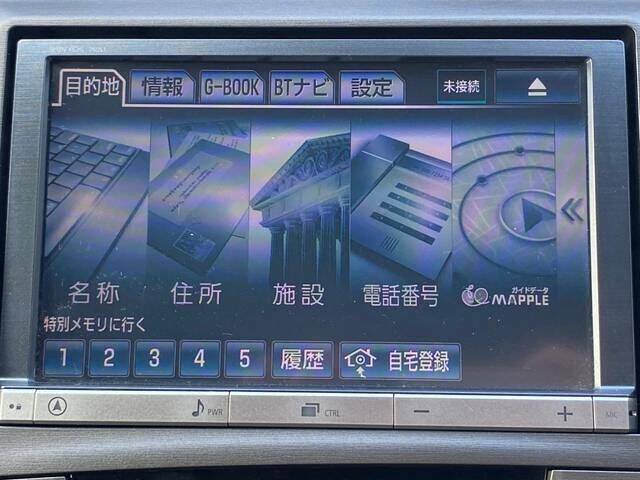 目的地 情報 G-BOOK BTナビ 設定 未接続
名称 住所 施設 電話番号 ガイドデータ MAPPLE
特別メモリに行く
1 2 3 4 5 履歴 自宅登録
PWR CTRL ABC